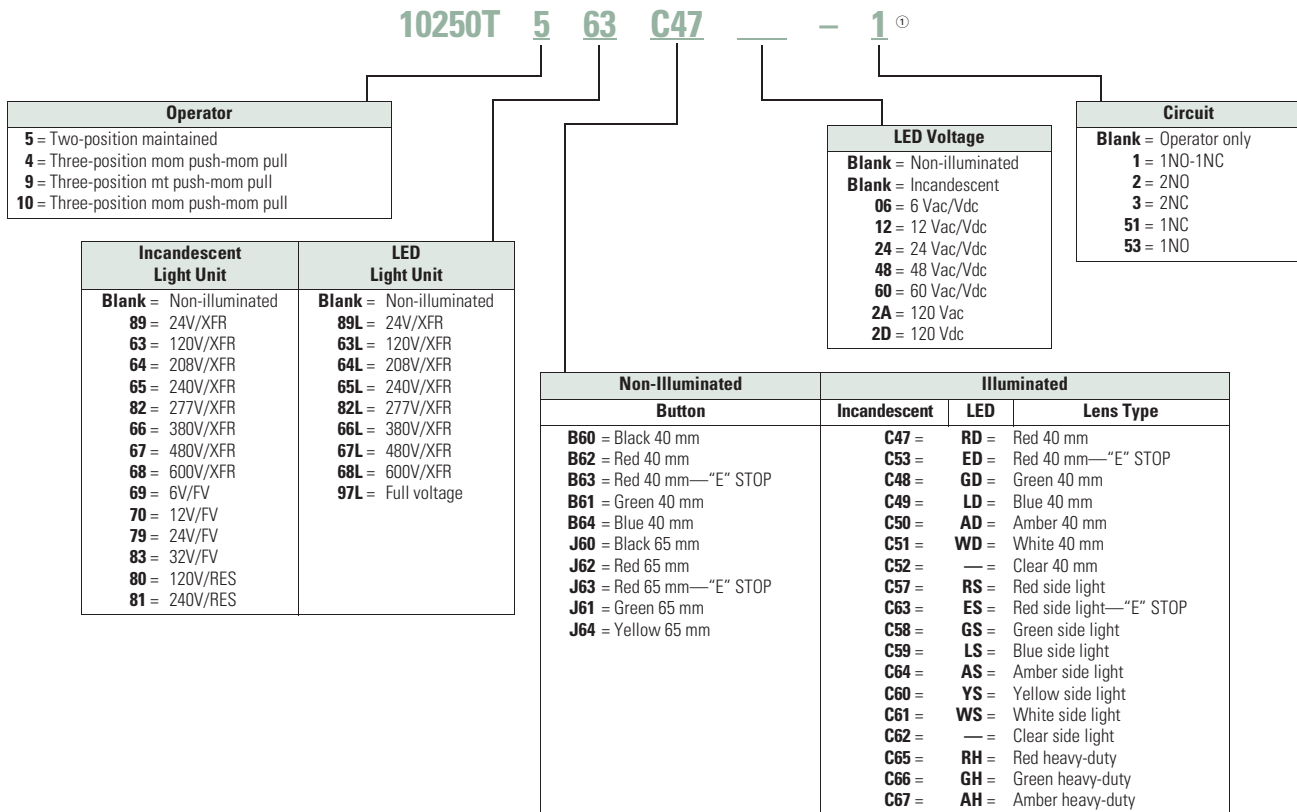 10250T 5 63 C47 ___ – 1 ①
Operator
5 = Two-position maintained
4 = Three-position mom push-mom pull
9 = Three-position mt push-mom pull
10 = Three-position mom push-mom pull
Incandescent Light Unit
Blank = Non-illuminated
89 = 24V/XFR
63 = 120V/XFR
64 = 208V/XFR
65 = 240V/XFR
82 = 277V/XFR
66 = 380V/XFR
67 = 480V/XFR
68 = 600V/XFR
69 = 6V/FV
70 = 12V/FV
79 = 24V/FV
83 = 32V/FV
80 = 120V/RES
81 = 240V/RES
LED Light Unit
Blank = Non-illuminated
89L = 24V/XFR
63L = 120V/XFR
64L = 208V/XFR
65L = 240V/XFR
82L = 277V/XFR
66L = 380V/XFR
67L = 480V/XFR
68L = 600V/XFR
97L = Full voltage
LED Voltage
Blank = Non-illuminated
Blank = Incandescent
06 = 6 Vac/Vdc
12 = 12 Vac/Vdc
24 = 24 Vac/Vdc
48 = 48 Vac/Vdc
60 = 60 Vac/Vdc
2A = 120 Vac
2D = 120 Vdc
Circuit
Blank = Operator only
1 = 1NO-1NC
2 = 2NO
3 = 2NC
51 = 1NC
53 = 1NO
Non-Illuminated
Button
B60 = Black 40 mm
B62 = Red 40 mm
B63 = Red 40 mm—“E” STOP
B61 = Green 40 mm
B64 = Blue 40 mm
J60 = Black 65 mm
J62 = Red 65 mm
J63 = Red 65 mm—“E” STOP
J61 = Green 65 mm
J64 = Yellow 65 mm
Illuminated
Incandescent LED Lens Type
C47 = RD = Red 40 mm
C53 = ED = Red 40 mm—“E” STOP
C48 = GD = Green 40 mm
C49 = LD = Blue 40 mm
C50 = AD = Amber 40 mm
C51 = WD = White 40 mm
C52 = — = Clear 40 mm
C57 = RS = Red side light
C63 = ES = Red side light—“E” STOP
C58 = GS = Green side light
C59 = LS = Blue side light
C64 = AS = Amber side light
C60 = YS = Yellow side light
C61 = WS = White side light
C62 = — = Clear side light
C65 = RH = Red heavy-duty
C66 = GH = Green heavy-duty
C67 = AH = Amber heavy-duty